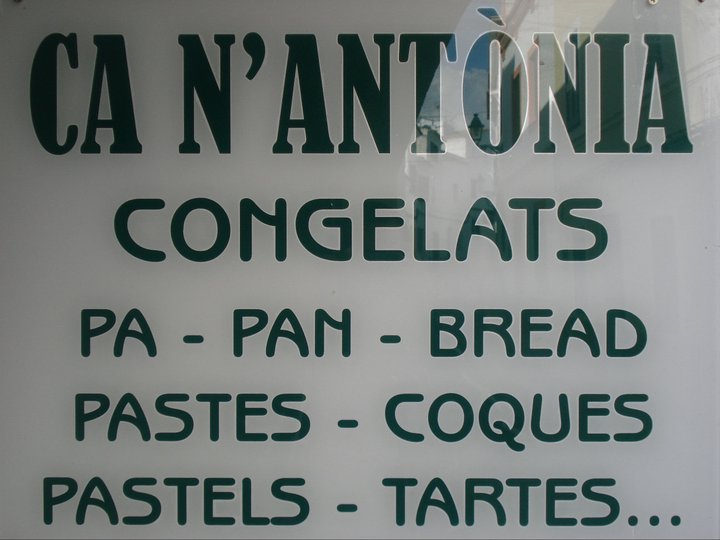 CA N'ANTÒNIA
CONGELATS
PA - PAN - BREAD
PASTES - COQUES
PASTELS - TARTES...